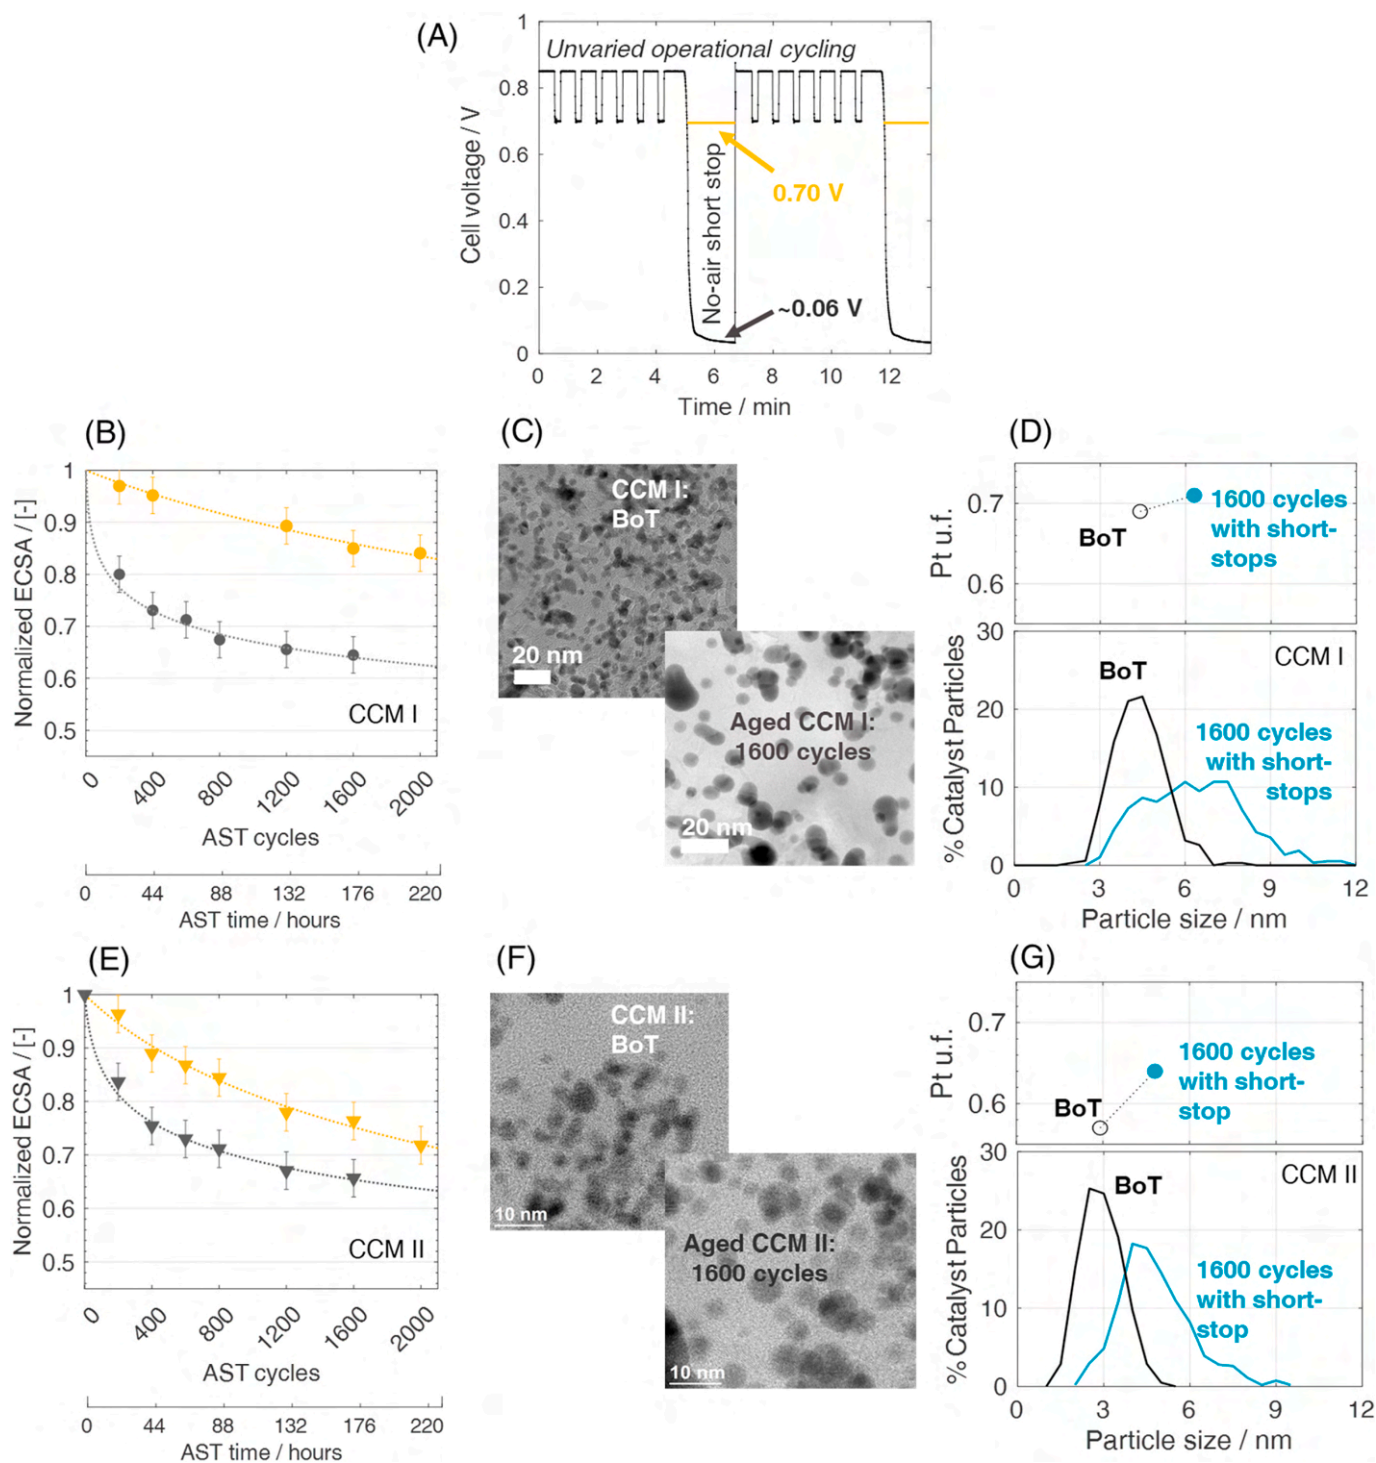 (A)
Unvaried operational cycling
Cell voltage / V
1
0.8
0.6
0.4
0.2
0
No-air short stop
0.70 V
~0.06 V
0 2 4 6 8 10 12
Time / min
(B)
Normalized ECSA / [-]
1
0.9
0.8
0.7
0.6
0.5
CCM I
0 400 800 1200 1600 2000
AST cycles
0 44 88 132 176 220
AST time / hours
(C)
CCM I:
BoT
20 nm
Aged CCM I:
1600 cycles
20 nm
(D)
Pt u.f.
0.7
0.6
BoT
1600 cycles
with short-
stops
% Catalyst Particles
30
20
10
0
CCM I
BoT
1600 cycles
with short-
stops
0 3 6 9 12
Particle size / nm
(E)
Normalized ECSA / [-]
1
0.9
0.8
0.7
0.6
0.5
CCM II
0 400 800 1200 1600 2000
AST cycles
0 44 88 132 176 220
AST time / hours
(F)
CCM II:
BoT
10 nm
Aged CCM II:
1600 cycles
10 nm
(G)
Pt u.f.
0.7
0.6
BoT
1600 cycles
with short-
stop
% Catalyst Particles
30
20
10
0
CCM II
BoT
1600 cycles
with short-
stop
0 3 6 9 12
Particle size / nm